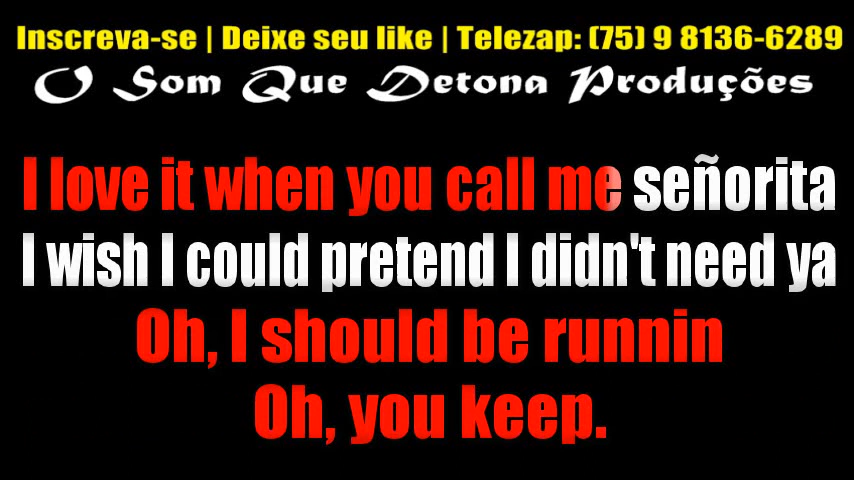 Inscreva-se | Deixe seu like | Telezap: (75) 9 8136-6289
O Som Que Detona Produções
I love it when you call me señorita
I wish I could pretend I didn't need ya
Oh, I should be runnin
Oh, you keep.